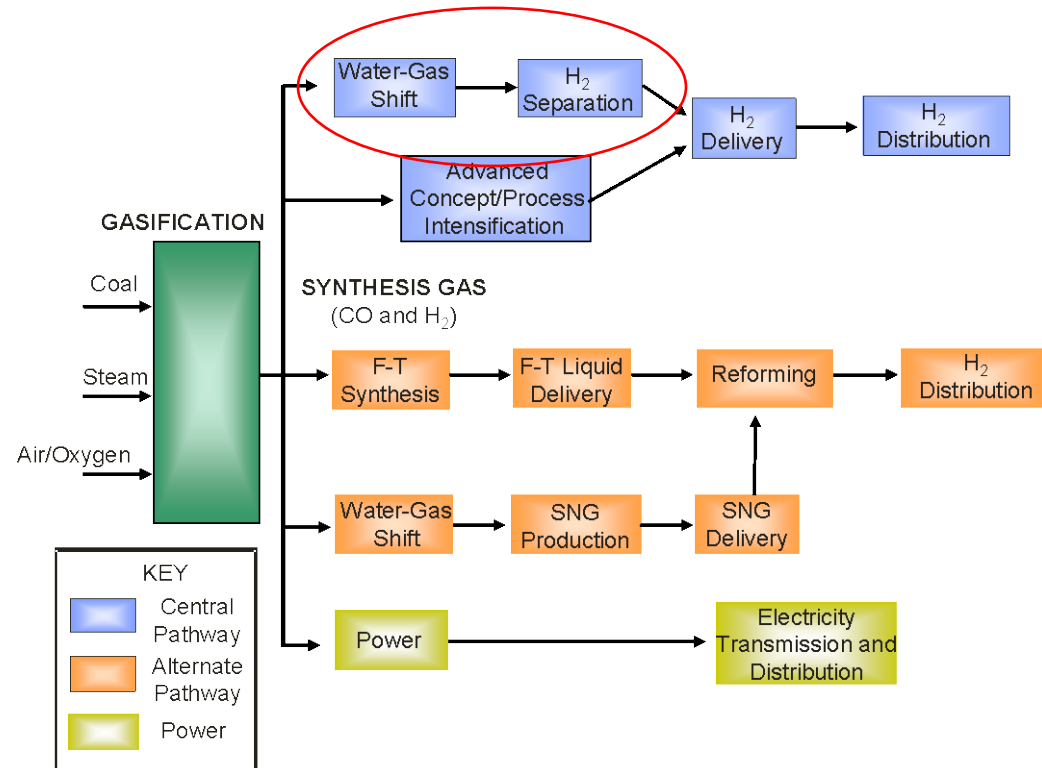 Water-Gas
Shift
H₂
Separation
H₂
Delivery
H₂
Distribution
Advanced
Concept/Process
Intensification
GASIFICATION
Coal
Steam
Air/Oxygen
SYNTHESIS GAS
(CO and H₂)
F-T
Synthesis
F-T Liquid
Delivery
Reforming
H₂
Distribution
Water-Gas
Shift
SNG
Production
SNG
Delivery
Power
Electricity
Transmission and
Distribution
KEY
Central
Pathway
Alternate
Pathway
Power